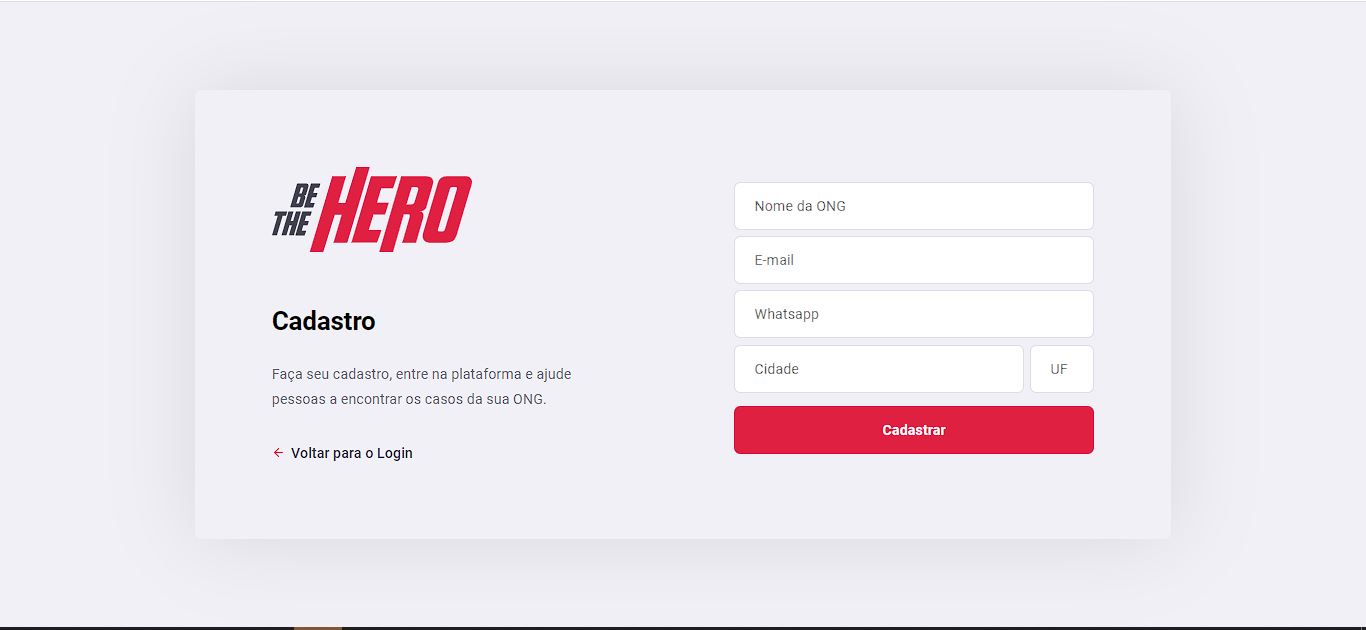 BE
THE
HERO
Cadastro
Faça seu cadastro, entre na plataforma e ajude
pessoas a encontrar os casos da sua ONG.
← Voltar para o Login
Nome da ONG
E-mail
Whatsapp
Cidade
UF
Cadastrar